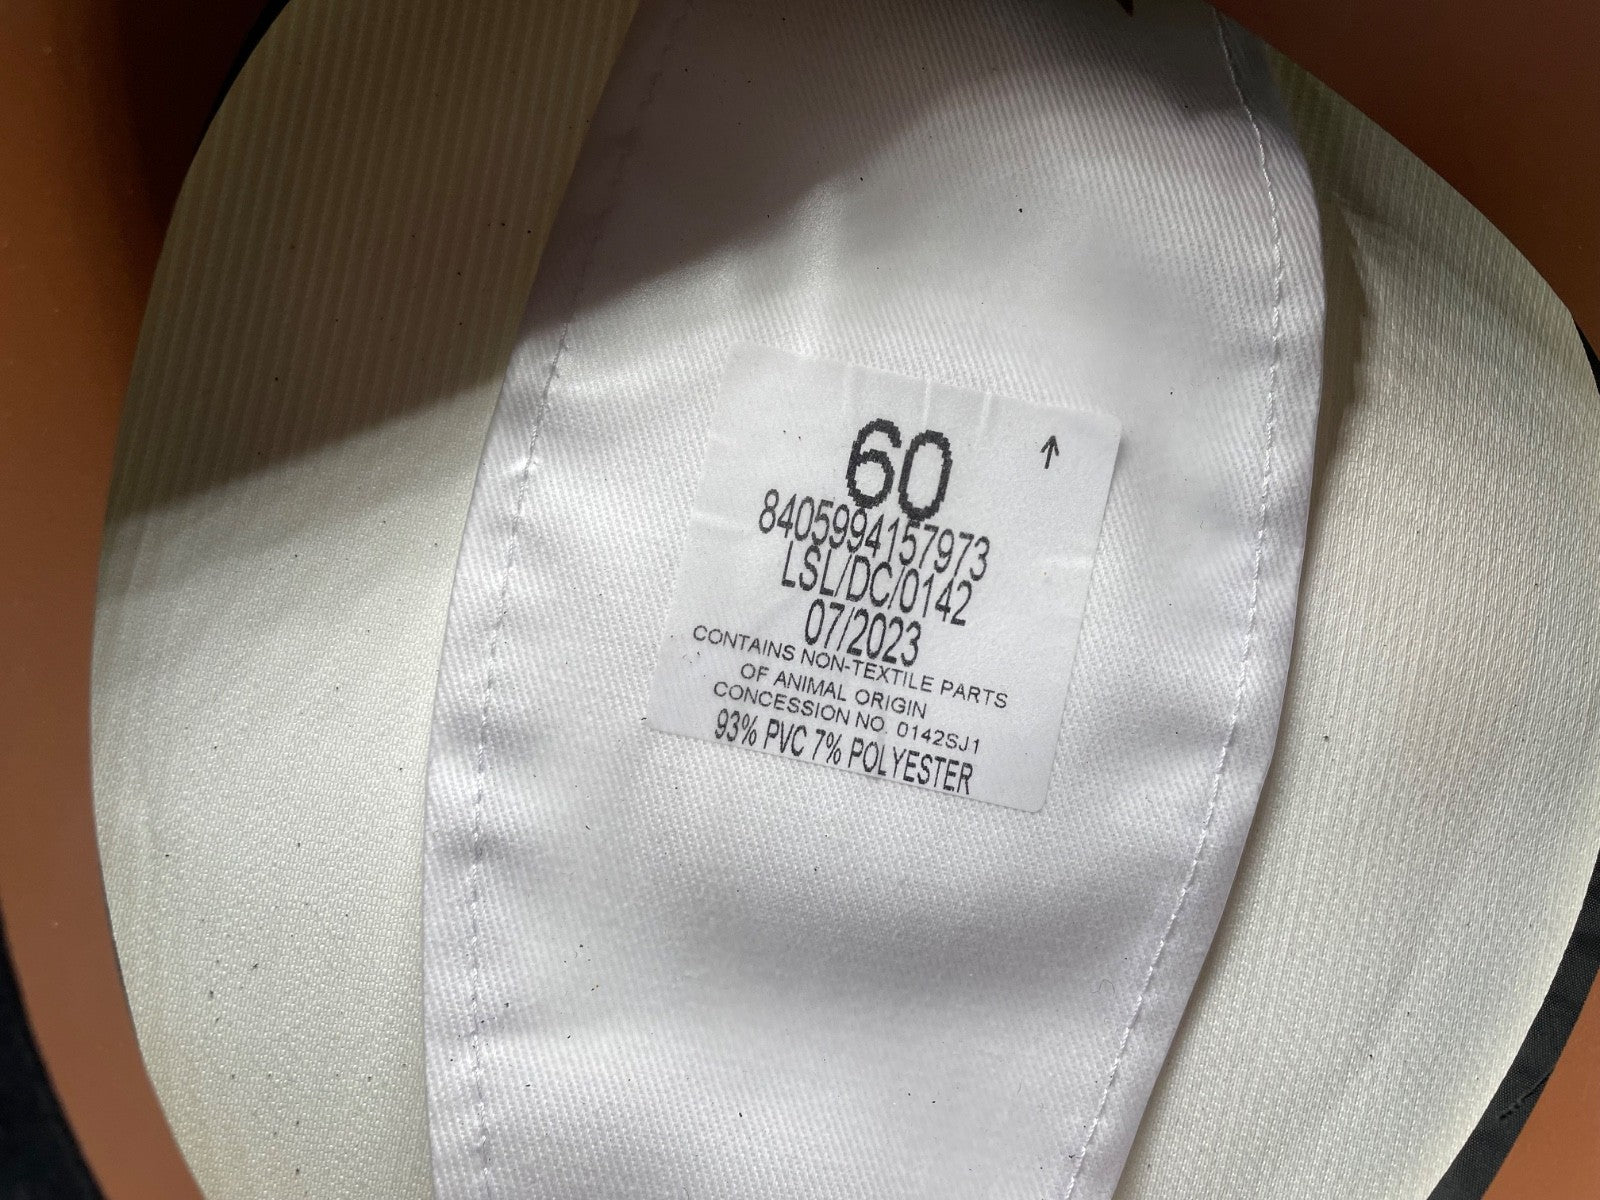 60
↑
8405994157973
LSL/DC/0142
07/2023
CONTAINS NON-TEXTILE PARTS
OF ANIMAL ORIGIN
CONCESSION NO. 0142SJ1
93% PVC 7% POLYESTER